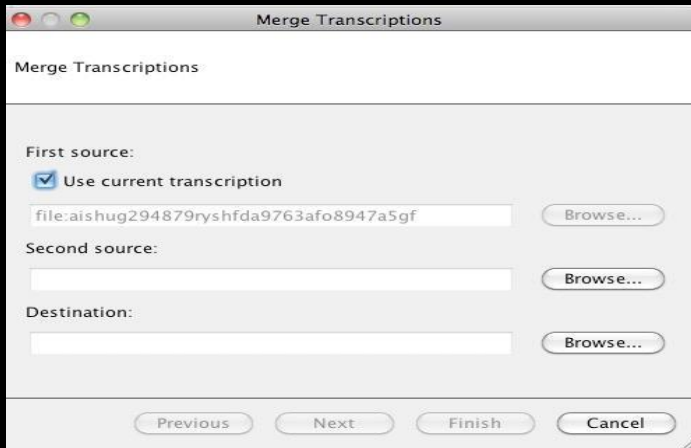 Merge Transcriptions
Merge Transcriptions
First source:
Use current transcription
file:aishug294879ryshfda9763afo8947a5gf
Browse...
Second source:
Browse...
Destination:
Browse...
Previous Next Finish Cancel